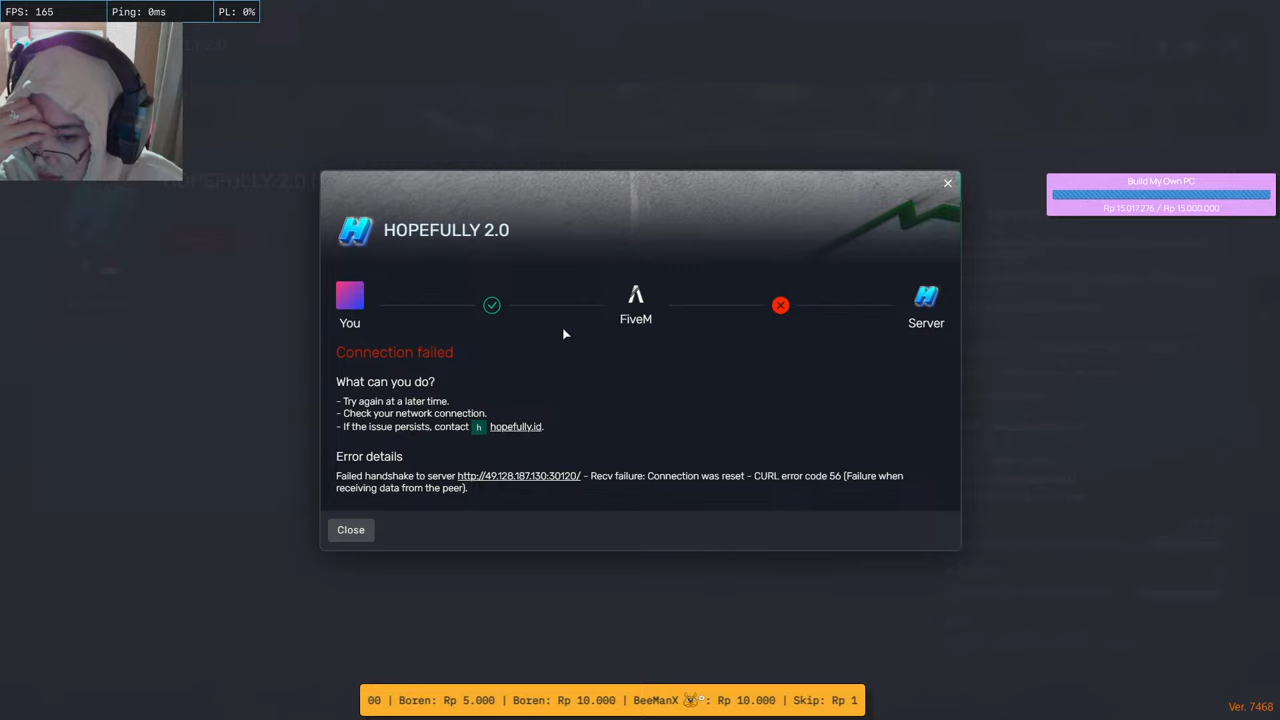 FPS: 165
Ping: 0ms
PL: 0%
Build My Own PC
Rp 15.017.276 / Rp 15.000.000
HOPEFULLY 2.0
You
FiveM
Server
Connection failed
What can you do?
- Try again at a later time.
- Check your network connection.
- If the issue persists, contact h hopefully.id.
Error details
Failed handshake to server http://49.128.187.130:30120/ - Recv failure: Connection was reset - CURL error code 56 (Failure when
receiving data from the peer).
Close
00 | Boren: Rp 5.000 | Boren: Rp 10.000 | BeeManX : Rp 10.000 | Skip: Rp 1
Ver. 7468